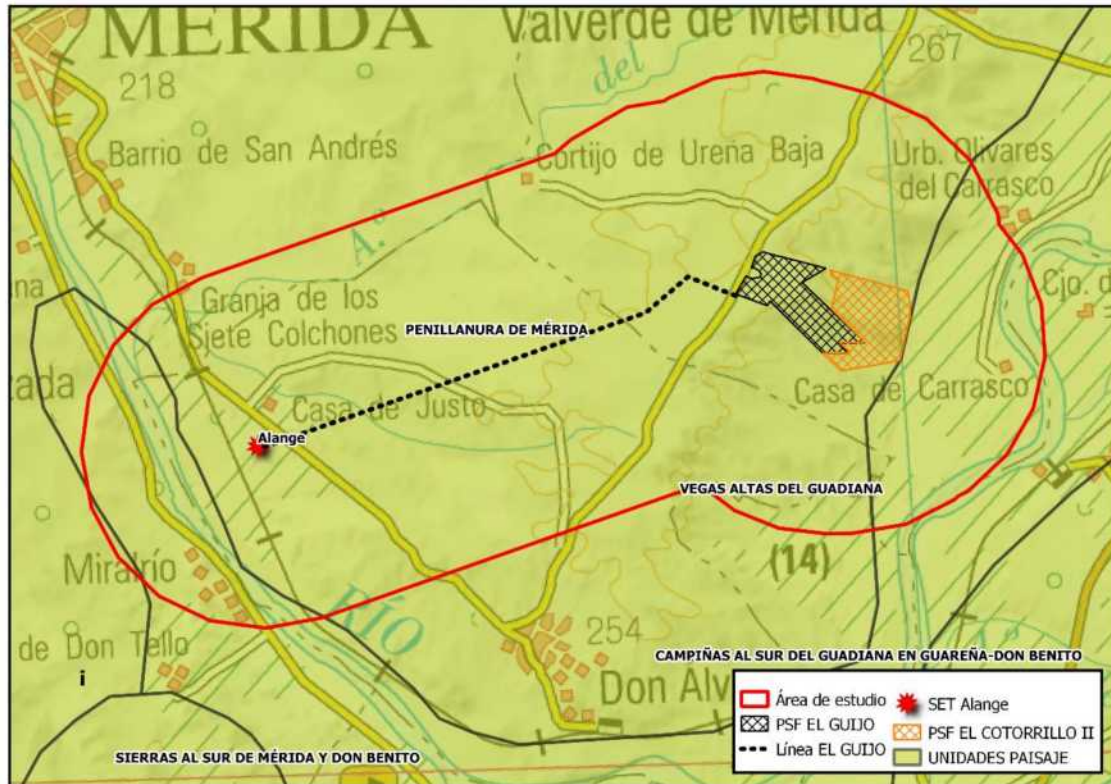 MÉRIDA
Valverde de Mérida
218
del
267
Barrio de San Andrés
Cortijo de Ureña Baja
Urb. Olivares
del Carrasco
A.º
Granja de los
Siete Colchones
PENILLANURA DE MÉRIDA
Cjo. d
cada
Casa de Justo
Casa de Carrasco
Alange
VEGAS ALTAS DEL GUADIANA
(14)
Miralrío
RÍO
254
de Don Tello
CAMPIÑAS AL SUR DEL GUADIANA EN GUAREÑA-DON BENITO
i
Don Alv
SIERRAS AL SUR DE MÉRIDA Y DON BENITO
Área de estudio
SET Alange
PSF EL GUIJO
PSF EL COTORRILLO II
Línea EL GUIJO
UNIDADES PAISAJE